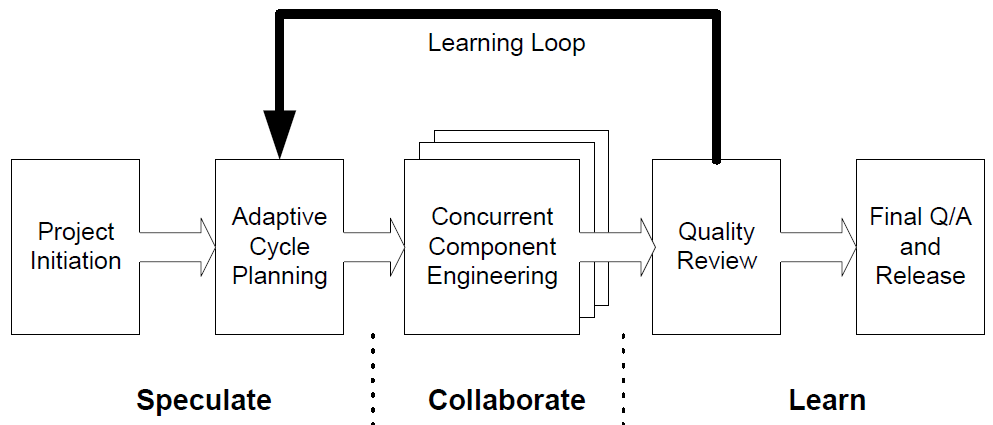 Learning Loop
Project
Initiation
Adaptive
Cycle
Planning
Concurrent
Component
Engineering
Quality
Review
Final Q/A
and
Release
Speculate
Collaborate
Learn